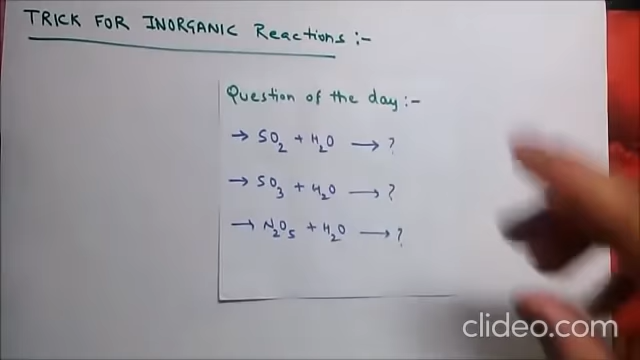 TRICK FOR INORGANIC Reactions :-
Question of the day :-
→ SO₂ + H₂O → ?
→ SO₃ + H₂O → ?
→ N₂O₅ + H₂O → ?
clideo.com